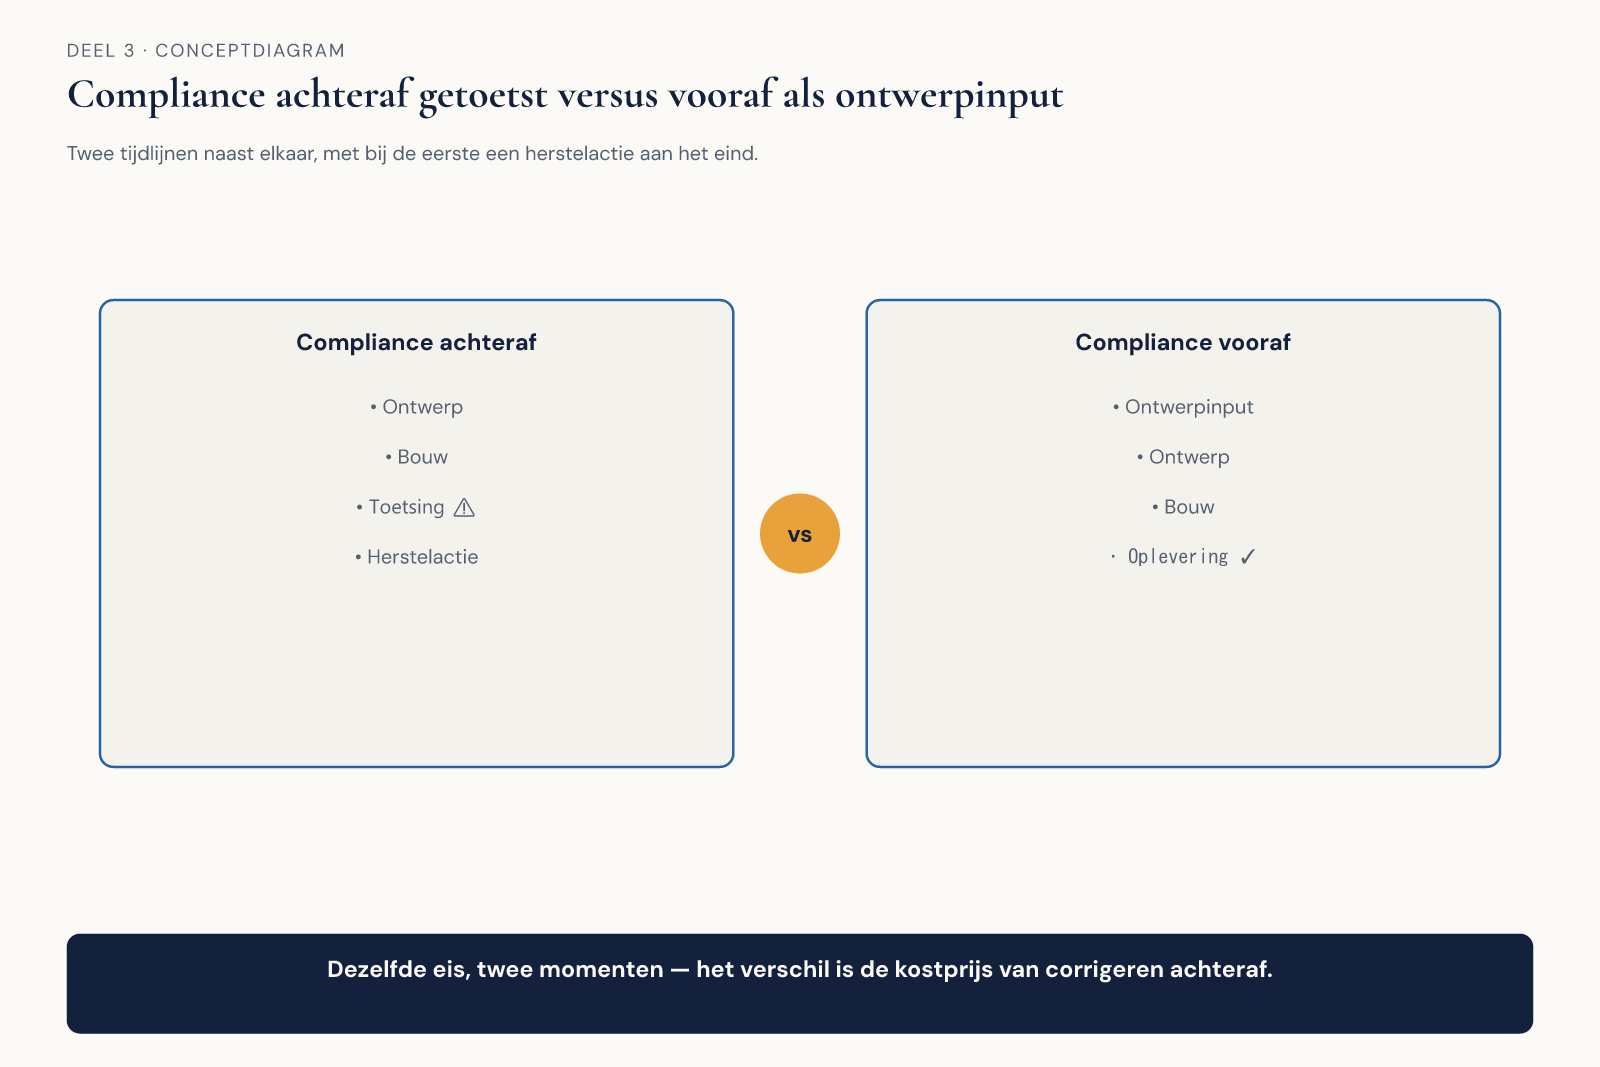 DEEL 3 · CONCEPTDIAGRAM
Compliance achteraf getoetst versus vooraf als ontwerpinput
Twee tijdlijnen naast elkaar, met bij de eerste een herstelactie aan het eind.
Compliance achteraf
• Ontwerp
• Bouw
• Toetsing ⚠
• Herstelactie
vs
Compliance vooraf
• Ontwerpinput
• Ontwerp
• Bouw
· Oplevering ✓
Dezelfde eis, twee momenten — het verschil is de kostprijs van corrigeren achteraf.